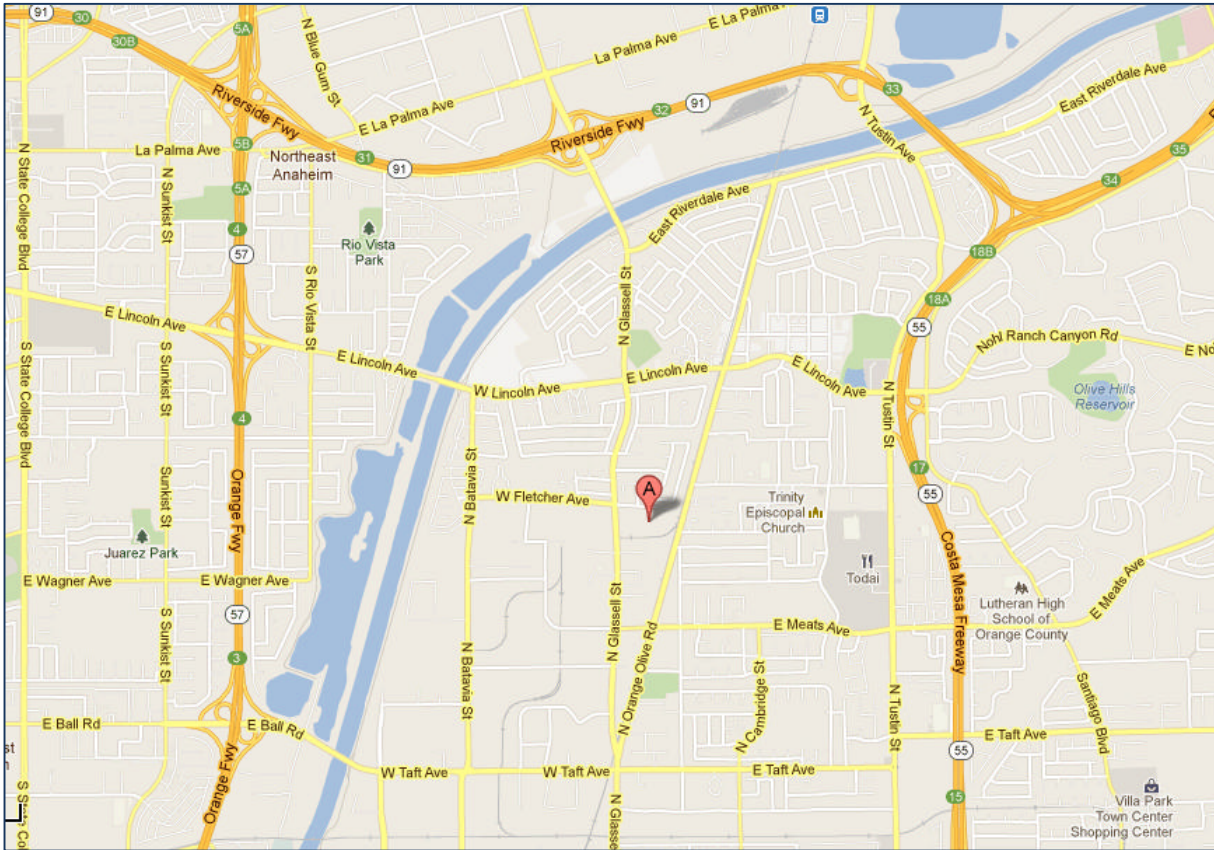 91
30
5A
30B
N Blue Gum St
E La Palma Ave
La Palma Ave
E La Palma
91
32
33
East Riverdale Ave
Riverside Fwy
Riverside Fwy
E La Palma Ave
N Tustin Ave
35
34
N State College Blvd
La Palma Ave
5B
31
91
Northeast
Anaheim
N Sunkist St
5A
4
57
Rio Vista
Park
East Riverdale Ave
18B
18A
55
S Rio Vista St
N Glassell St
E Lincoln Ave
E Lincoln Ave
W Lincoln Ave
E Lincoln Ave
E Lincoln Ave
Nohl Ranch Canyon Rd
Olive Hills
Reservoir
S State College Blvd
S Sunkist St
4
N Tustin St
17
55
Orange Fwy
Sunkist St
N Batavia St
W Fletcher Ave
A
Trinity
Episcopal
Church
Costa Mesa Freeway
Juarez Park
Todai
E Wagner Ave
E Wagner Ave
57
Lutheran High
School of
Orange County
E Meats Ave
E Meats Ave
S Sunkist St
3
N Batavia St
N Glassell St
N Orange Olive Rd
N Cambridge St
N Tustin St
Santiago Blvd
E Ball Rd
E Ball Rd
E Taft Ave
55
W Taft Ave
W Taft Ave
E Taft Ave
Orange Fwy
15
Villa Park
Town Center
Shopping Center